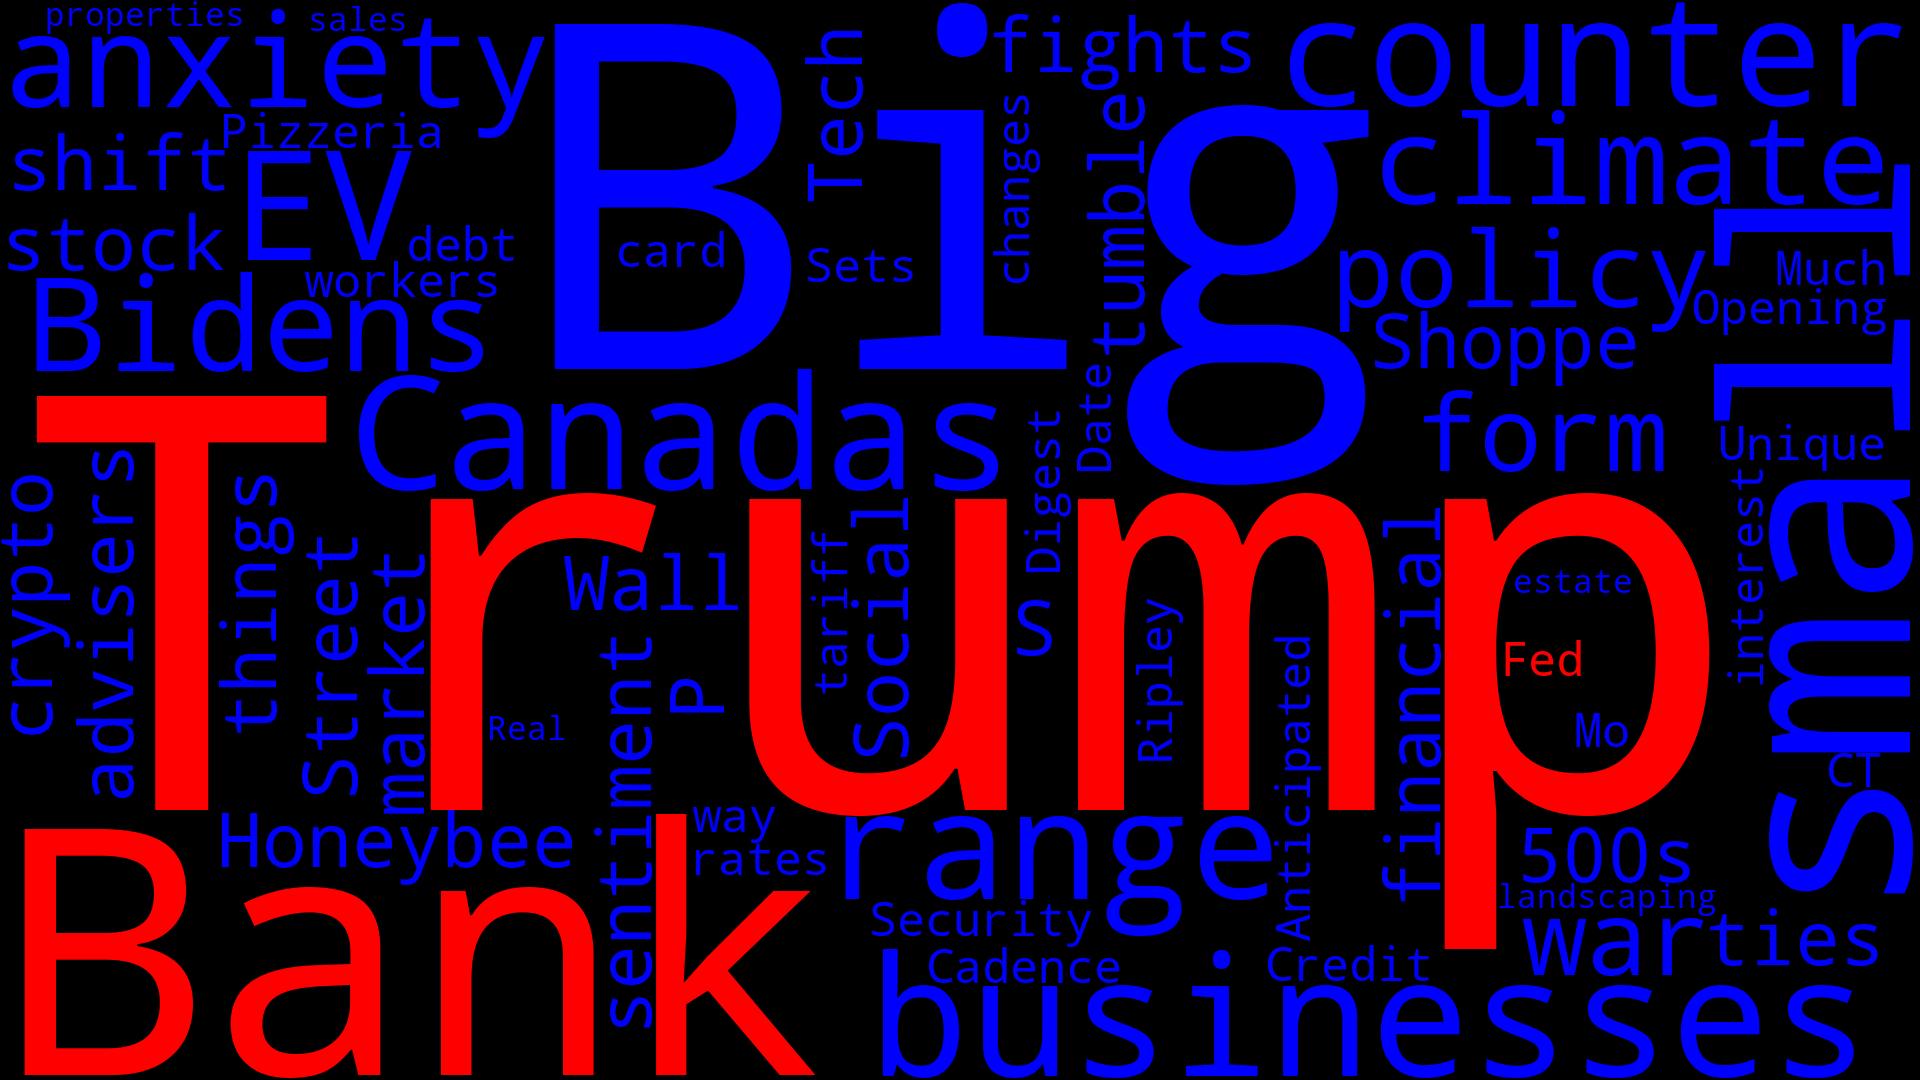 properties
sales
anxiety
Big
Tech
fights
counter
Pizzeria
shift
EV
changes
tumble
climate
stock
debt
card
Sets
policy
small
Much
workers
Opening
Bidens
Shoppe
Canadas
Date
Trump
form
Digest
Unique
crypto
advisers
things
Street
market
Wall
tariff
Social
S
financial
estate
interest
Ripley
Fed
P
Real
sentiment
Anticipated
Mo
CT
Bank
Honeybee
way
rates
range
500s
landscaping
Security
war
ties
Cadence
Credit
businesses